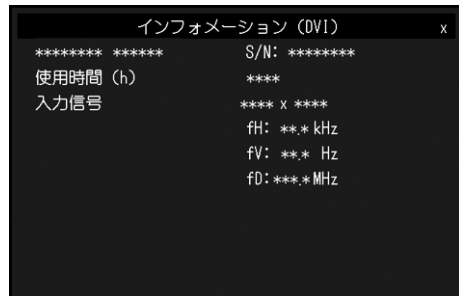 インフォメーション (DVI) x
******** ****** S/N: ********
使用時間 (h) ****
入力信号 **** x ****
fH: **.* kHz
fV: **.* Hz
fD: ***.* MHz